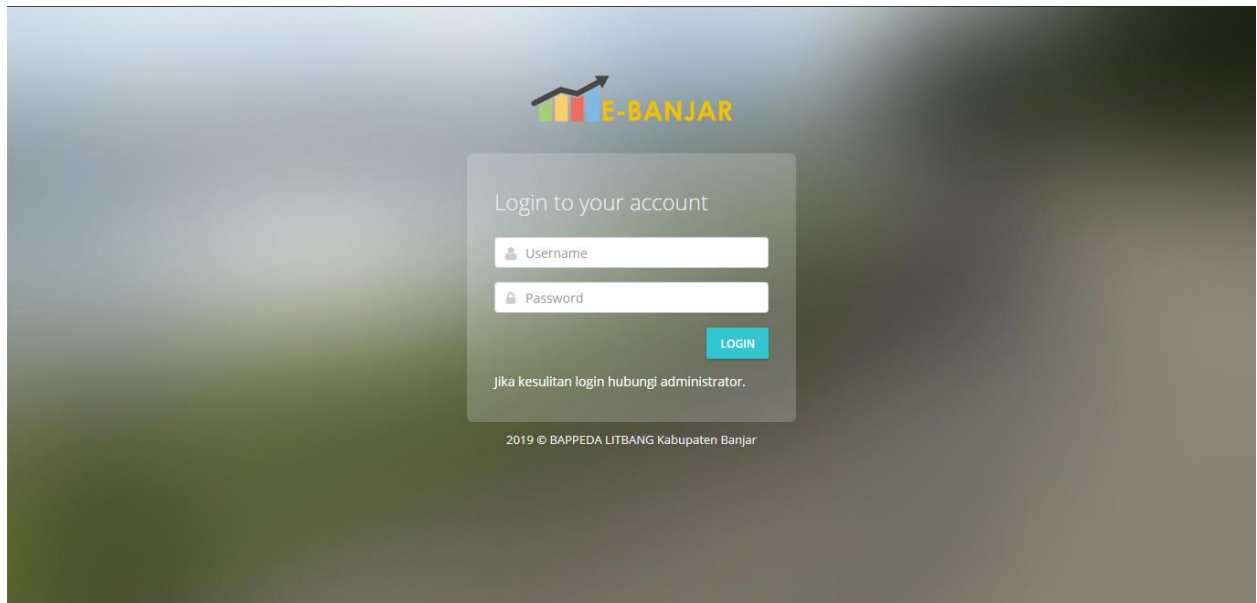 E-BANJAR
Login to your account
Username
Password
LOGIN
Jika kesulitan login hubungi administrator.
2019 © BAPPEDA LITBANG Kabupaten Banjar